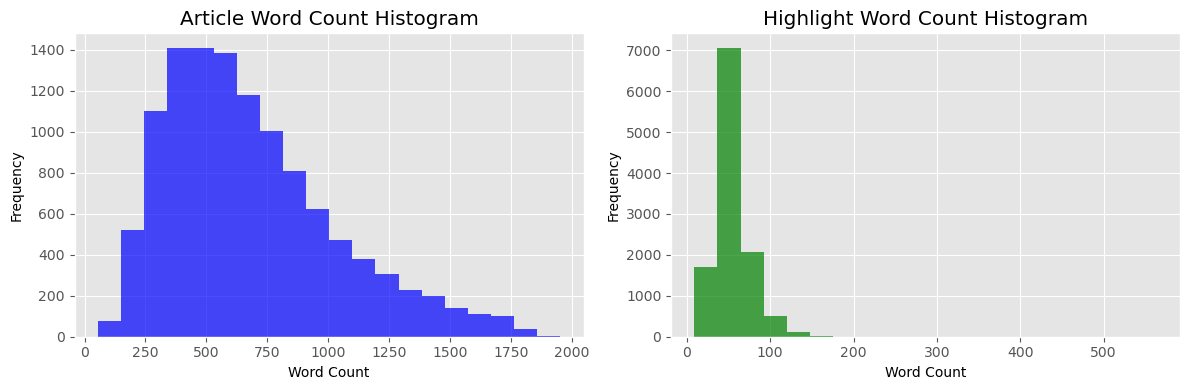 Article Word Count Histogram
Frequency
1400
1200
1000
800
600
400
200
0
0 250 500 750 1000 1250 1500 1750 2000
Word Count
Highlight Word Count Histogram
Frequency
7000
6000
5000
4000
3000
2000
1000
0
0 100 200 300 400 500
Word Count